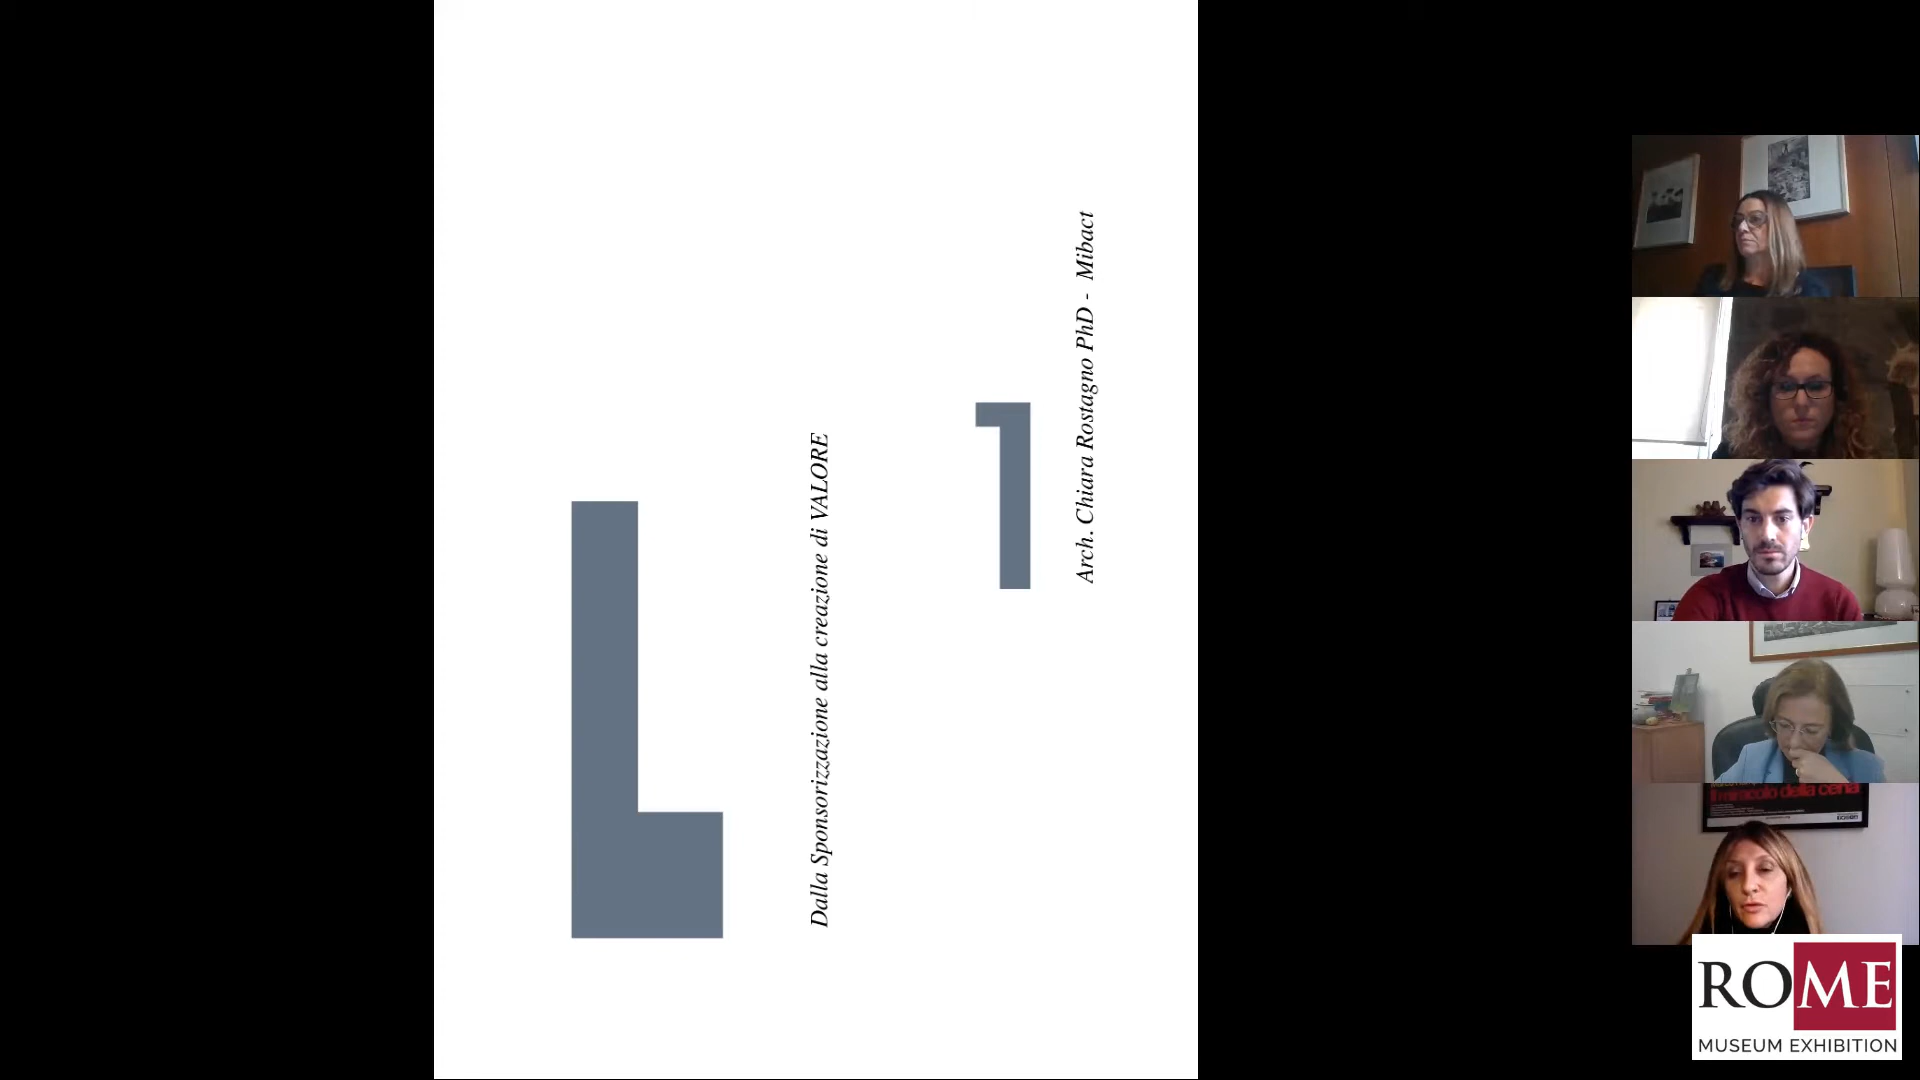 Dalla Sponsorizzazione alla creazione di VALORE
Arch. Chiara Rostagno PhD - Mibact
Il miracolo della cena
ROME
MUSEUM EXHIBITION